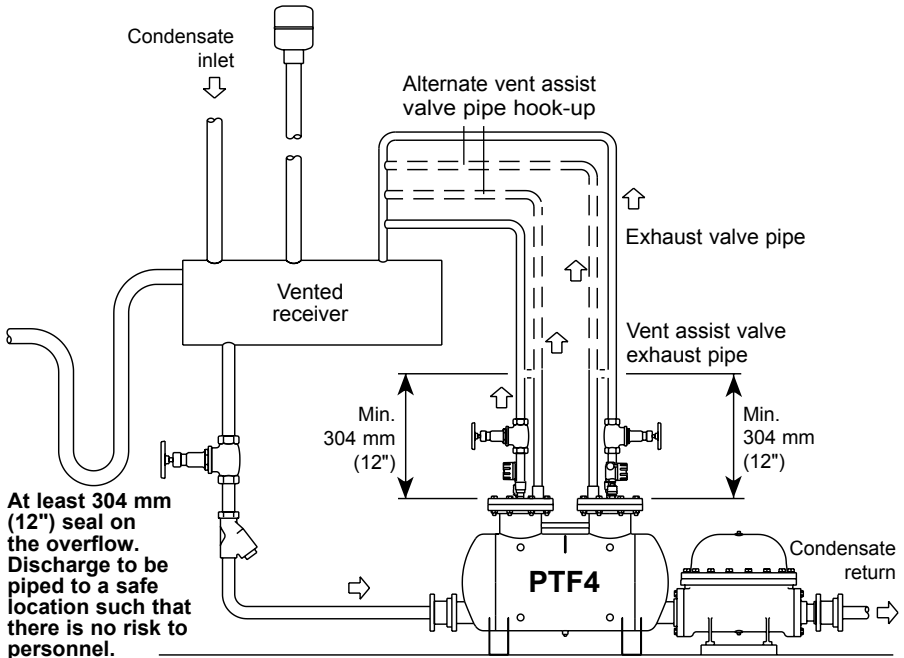 Condensate
inlet
Alternate vent assist
valve pipe hook-up
Exhaust valve pipe
Vented
receiver
Vent assist valve
exhaust pipe
Min.
304 mm
(12")
Min.
304 mm
(12")
At least 304 mm
(12") seal on
the overflow.
Discharge to be
piped to a safe
location such that
there is no risk to
personnel.
PTF4
Condensate
return